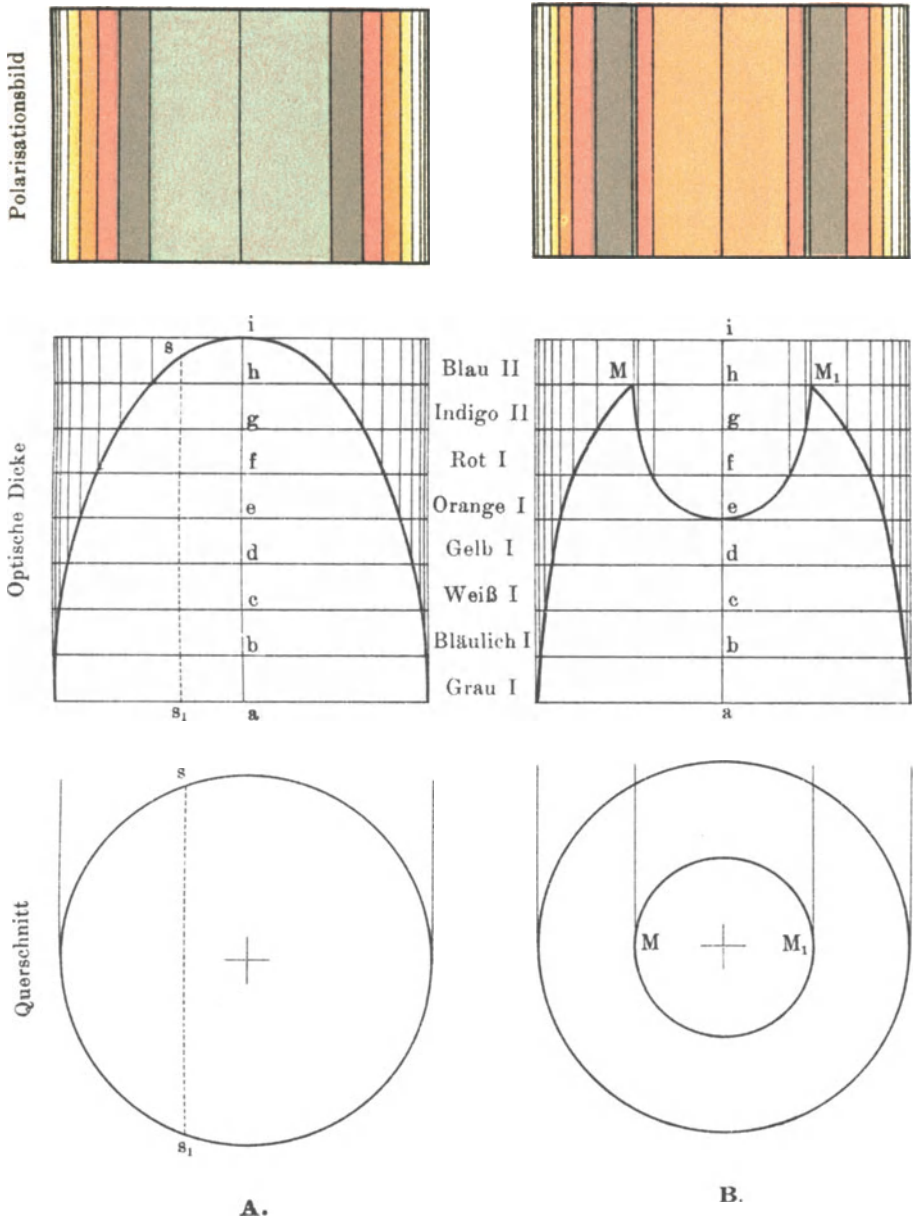 Polarisationsbild
Optische Dicke
Querschnitt
i
s
h
g
f
e
d
c
b
s₁ a
Blau II
Indigo II
Rot I
Orange I
Gelb I
Weiß I
Bläulich I
Grau I
i
M h M₁
g
f
e
d
c
b
a
s
s₁
M M₁
A.
B.